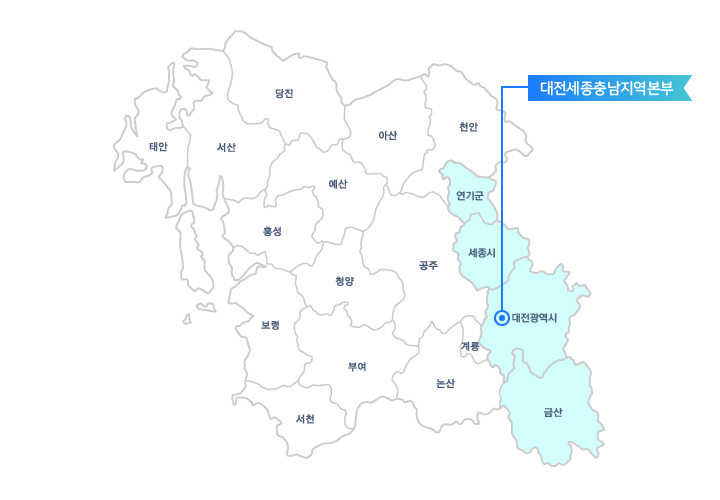 대전세종충남지역본부
당진
천안
아산
태안
서산
예산
연기군
홍성
세종시
공주
청양
대전광역시
보령
계룡
부여
논산
금산
서천